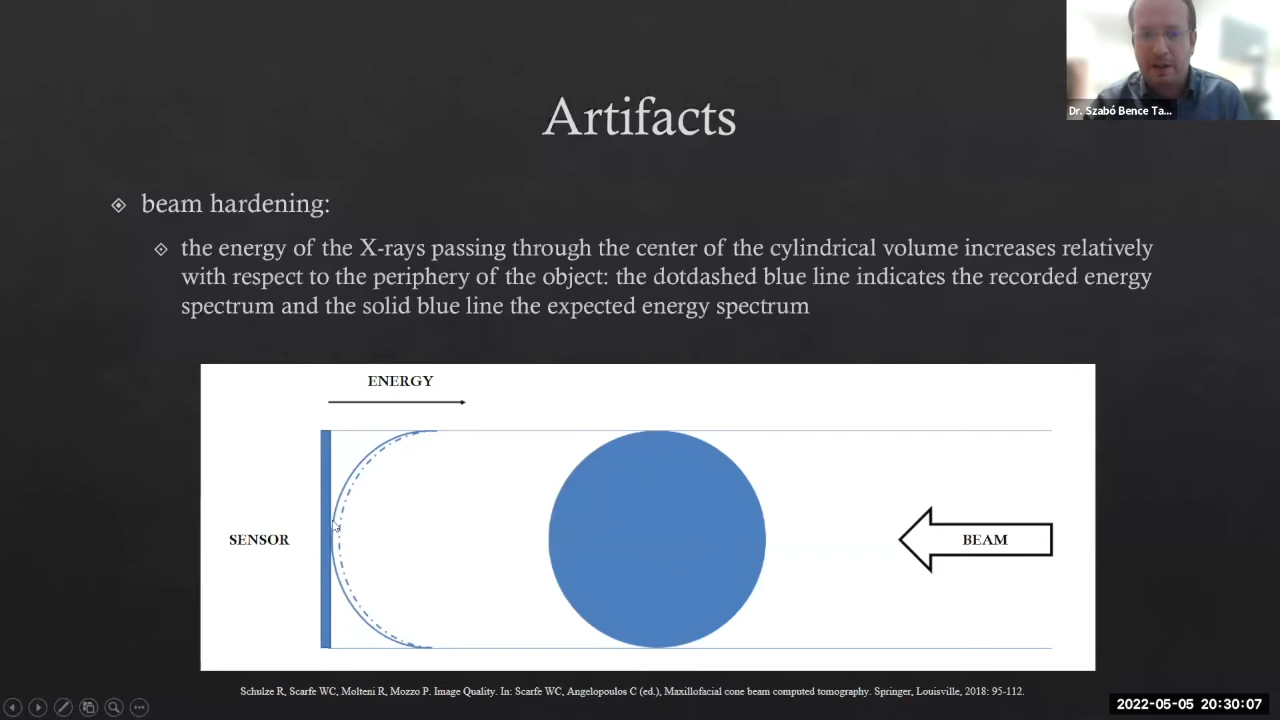 Dr. Szabó Bence Ta...
Artifacts
beam hardening:
the energy of the X-rays passing through the center of the cylindrical volume increases relatively
with respect to the periphery of the object: the dotdashed blue line indicates the recorded energy
spectrum and the solid blue line the expected energy spectrum
ENERGY
SENSOR
BEAM
Schulze R, Scarfe WC, Molteni R, Mozzo P. Image Quality. In: Scarfe WC, Angelopoulos C (ed.), Maxillofacial cone beam computed tomography. Springer, Louisville, 2018: 95-112.
2022-05-05 20:30:07